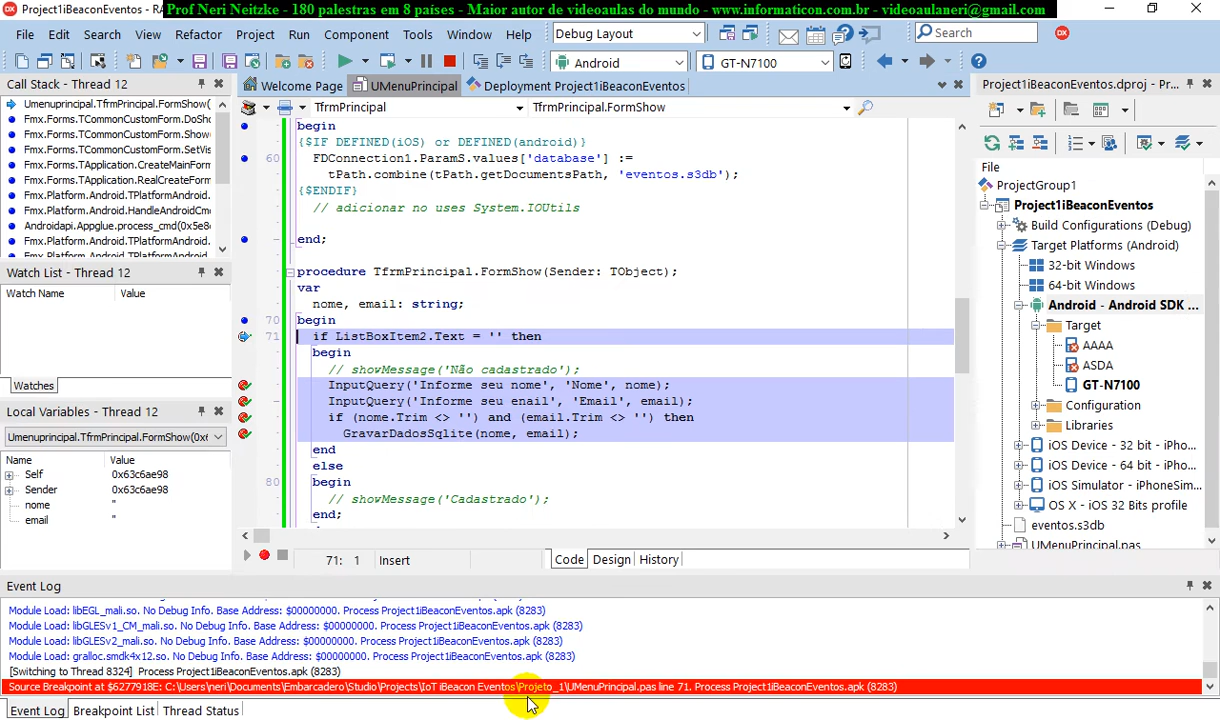 Project1iBeaconEventos - RA
Prof Neri Neitzke - 180 palestras em 8 países - Maior autor de videoaulas do mundo - www.informaticon.com.br - videoaulaneri@gmail.com
File Edit Search View Refactor Project Run Component Tools Window Help
Debug Layout
Search
Android
GT-N7100
Call Stack - Thread 12
Umenuprincipal.TfrmPrincipal.FormShow(
Fmx.Forms.TCommonCustomForm.DoSho
Fmx.Forms.TCommonCustomForm.Show
Fmx.Forms.TCommonCustomForm.SetVis
Fmx.Forms.TApplication.CreateMainForm
Fmx.Forms.TApplication.RealCreateForm
Fmx.Platform.Android.TPlatformAndroid.
Fmx.Platform.Android.HandleAndroidCmd
Androidapi.Appglue.process_cmd(0x5e8
Fmx.Platform.Android.TPlatformAndroid.
Fmx.Platform.Android.TPlatformAndroid
Watch List - Thread 12
Watch Name Value
Watches
Local Variables - Thread 12
Umenuprincipal.TfrmPrincipal.FormShow(0x6
Name Value
Self 0x63c6ae98
Sender 0x63c6ae98
nome ''
email ''
Welcome Page UMenuPrincipal Deployment Project1iBeaconEventos
TfrmPrincipal TfrmPrincipal.FormShow
begin
{$IF DEFINED(iOS) or DEFINED(android)}
60 FDConnection1.ParamS.values['database'] :=
tPath.combine(tPath.getDocumentsPath, 'eventos.s3db');
{$ENDIF}
// adicionar no uses System.IOUtils
end;
procedure TfrmPrincipal.FormShow(Sender: TObject);
var
nome, email: string;
70 begin
71 if ListBoxItem2.Text = '' then
begin
// showMessage('Não cadastrado');
InputQuery('Informe seu nome', 'Nome', nome);
InputQuery('Informe seu enail', 'Email', email);
if (nome.Trim <> '') and (email.Trim <> '') then
GravarDadosSqlite(nome, email);
end
else
80 begin
// showMessage('Cadastrado');
end;
71: 1 Insert
Code Design History
Project1iBeaconEventos.dproj - Pr...
File
ProjectGroup1
Project1iBeaconEventos
Build Configurations (Debug)
Target Platforms (Android)
32-bit Windows
64-bit Windows
Android - Android SDK ...
Target
AAAA
ASDA
GT-N7100
Configuration
Libraries
iOS Device - 32 bit - iPho...
iOS Device - 64 bit - iPho...
iOS Simulator - iPhoneSim...
OS X - iOS 32 Bits profile
eventos.s3db
UMenuPrincipal.pas
Event Log
Module Load: libEGL_mali.so. No Debug Info. Base Address: $00000000. Process Project1iBeaconEventos.apk (8283)
Module Load: libGLESv1_CM_mali.so. No Debug Info. Base Address: $00000000. Process Project1iBeaconEventos.apk (8283)
Module Load: libGLESv2_mali.so. No Debug Info. Base Address: $00000000. Process Project1iBeaconEventos.apk (8283)
Module Load: gralloc.smdk4x12.so. No Debug Info. Base Address: $00000000. Process Project1iBeaconEventos.apk (8283)
[Switching to Thread 8324] Process Project1iBeaconEventos.apk (8283)
Source Breakpoint at $6277918E: C:\Users\neri\Documents\Embarcadero\Studio\Projects\IoT iBeacon Eventos\Projeto_1\UMenuPrincipal.pas line 71. Process Project1iBeaconEventos.apk (8283)
Event Log Breakpoint List Thread Status